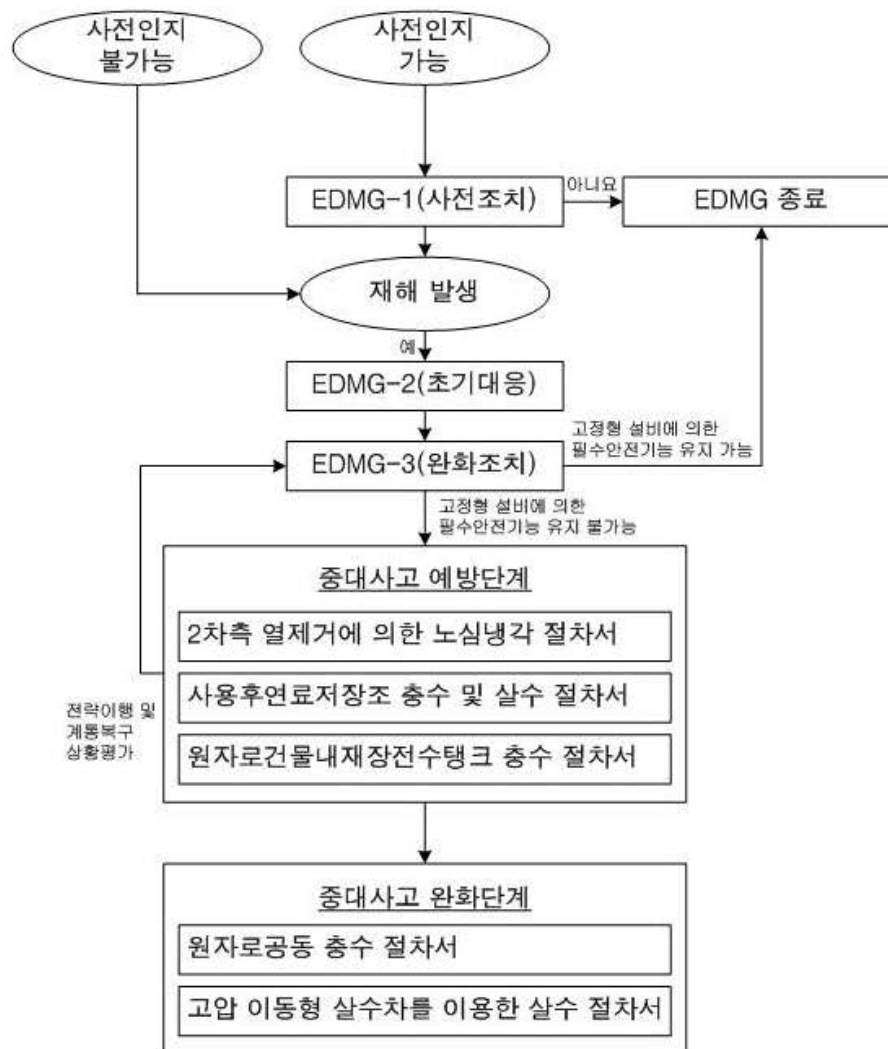 사전인지
불가능
사전인지
가능
EDMG-1(사전조치)
아니요
EDMG 종료
재해 발생
예
EDMG-2(초기대응)
EDMG-3(완화조치)
고정형 설비에 의한
필수안전기능 유지 가능
고정형 설비에 의한
필수안전기능 유지 불가능
중대사고 예방단계
2차측 열제거에 의한 노심냉각 절차서
사용후연료저장조 충수 및 살수 절차서
원자로건물내재장전수탱크 충수 절차서
전략이행 및
계통복구
상황평가
중대사고 완화단계
원자로공동 충수 절차서
고압 이동형 살수차를 이용한 살수 절차서